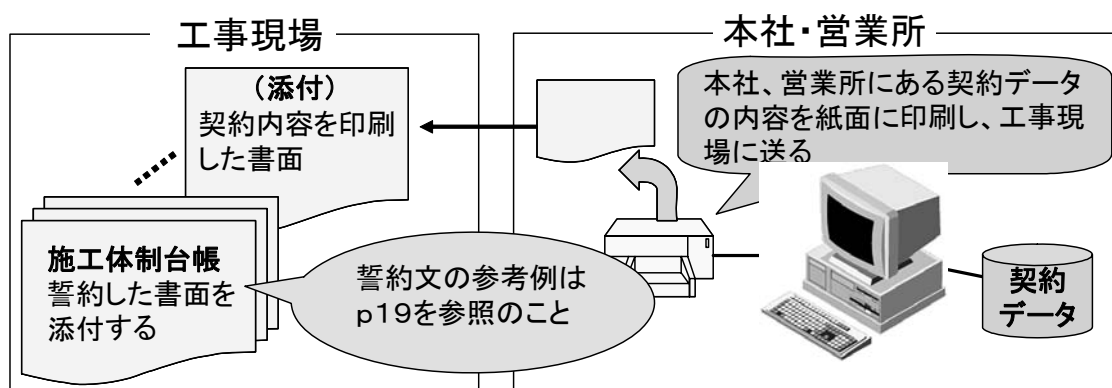 工事現場
(添付)
契約内容を印刷
した書面
施工体制台帳
誓約した書面を
添付する
誓約文の参考例は
p19を参照のこと
本社・営業所
本社、営業所にある契約データ
の内容を紙面に印刷し、工事現
場に送る
契約
データ